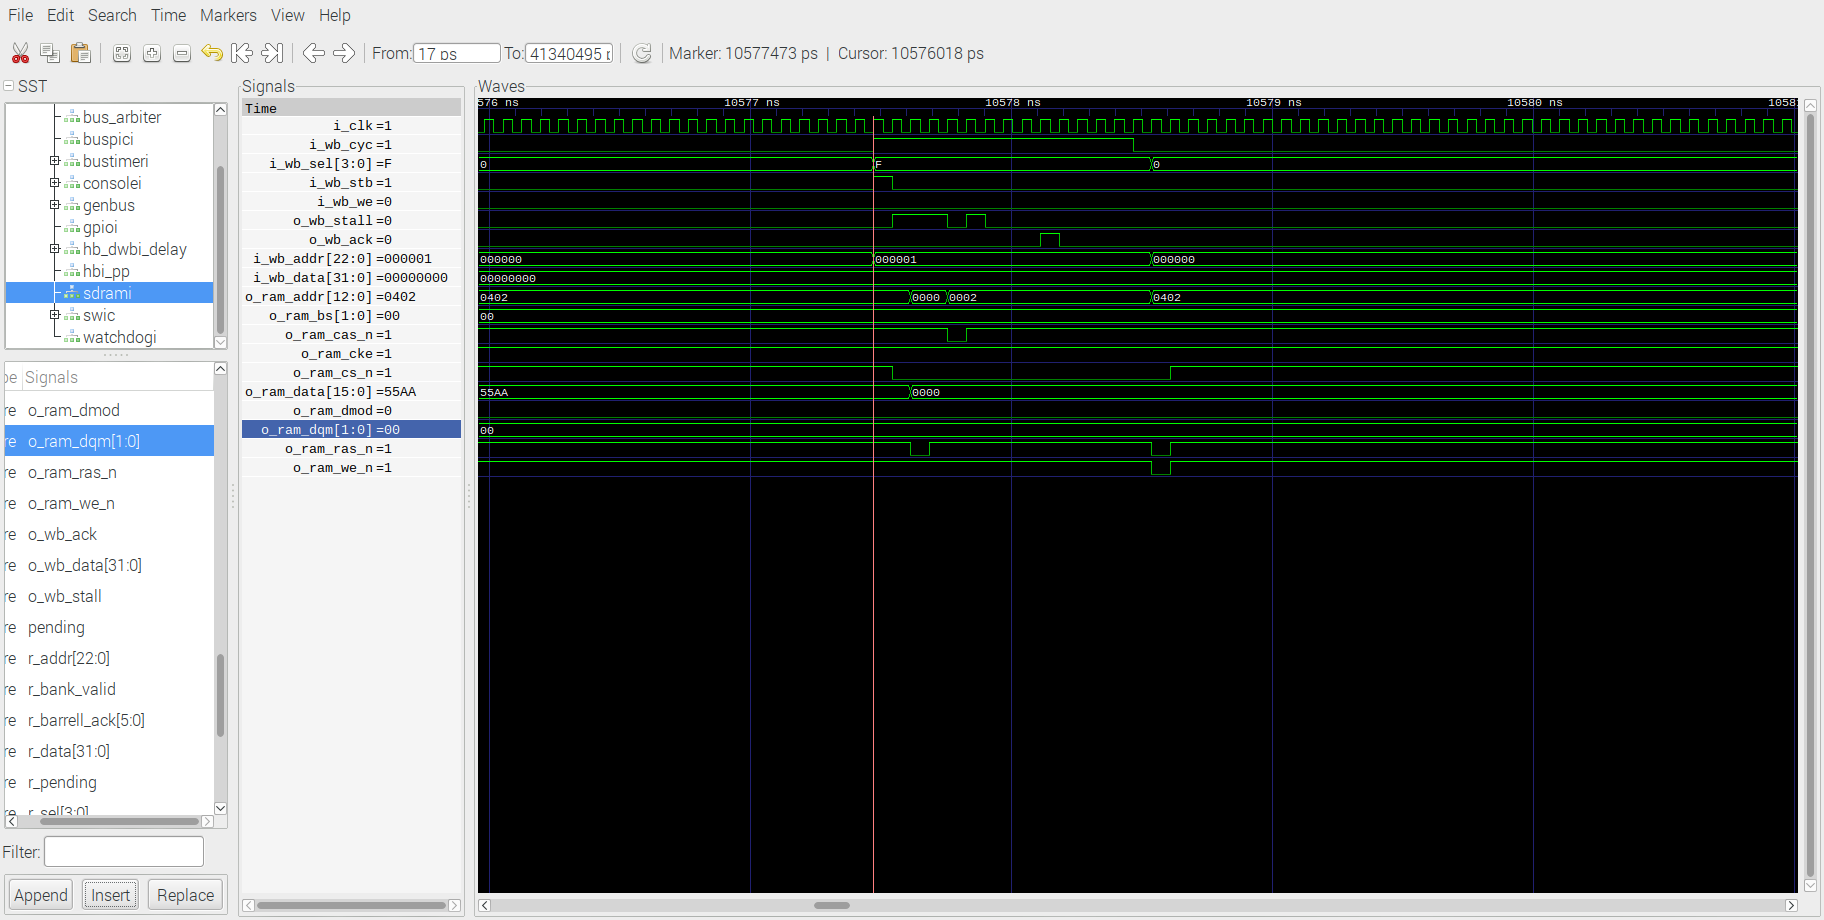 File Edit Search Time Markers View Help
From: 17 ps To: 41340495 Marker: 10577473 ps | Cursor: 10576018 ps
SST
bus_arbiter
buspici
bustimeri
consolei
genbus
gpioi
hb_dwbi_delay
hbi_pp
sdrami
swic
watchdogi
Signals
o_ram_dmod
re o_ram_dqm[1:0]
re o_ram_ras_n
re o_ram_we_n
re o_wb_ack
re o_wb_data[31:0]
re o_wb_stall
re pending
re r_addr[22:0]
re r_bank_valid
re r_barrell_ack[5:0]
re r_data[31:0]
re r_pending
re r_sel[3:0]
Filter:
Append Insert Replace
Signals
Time
i_clk=1
i_wb_cyc=1
i_wb_sel[3:0]=F
i_wb_stb=1
i_wb_we=0
o_wb_stall=0
o_wb_ack=0
i_wb_addr[22:0]=000001
i_wb_data[31:0]=00000000
o_ram_addr[12:0]=0402
o_ram_bs[1:0]=00
o_ram_cas_n=1
o_ram_cke=1
o_ram_cs_n=1
o_ram_data[15:0]=55AA
o_ram_dmod=0
o_ram_dqm[1:0]=00
o_ram_ras_n=1
o_ram_we_n=1
Waves
576 ns 10577 ns 10578 ns 10579 ns 10580 ns
0 F 0
000000 000001 000000
00000000
0402 0000 0002 0402
00
55AA 0000
00